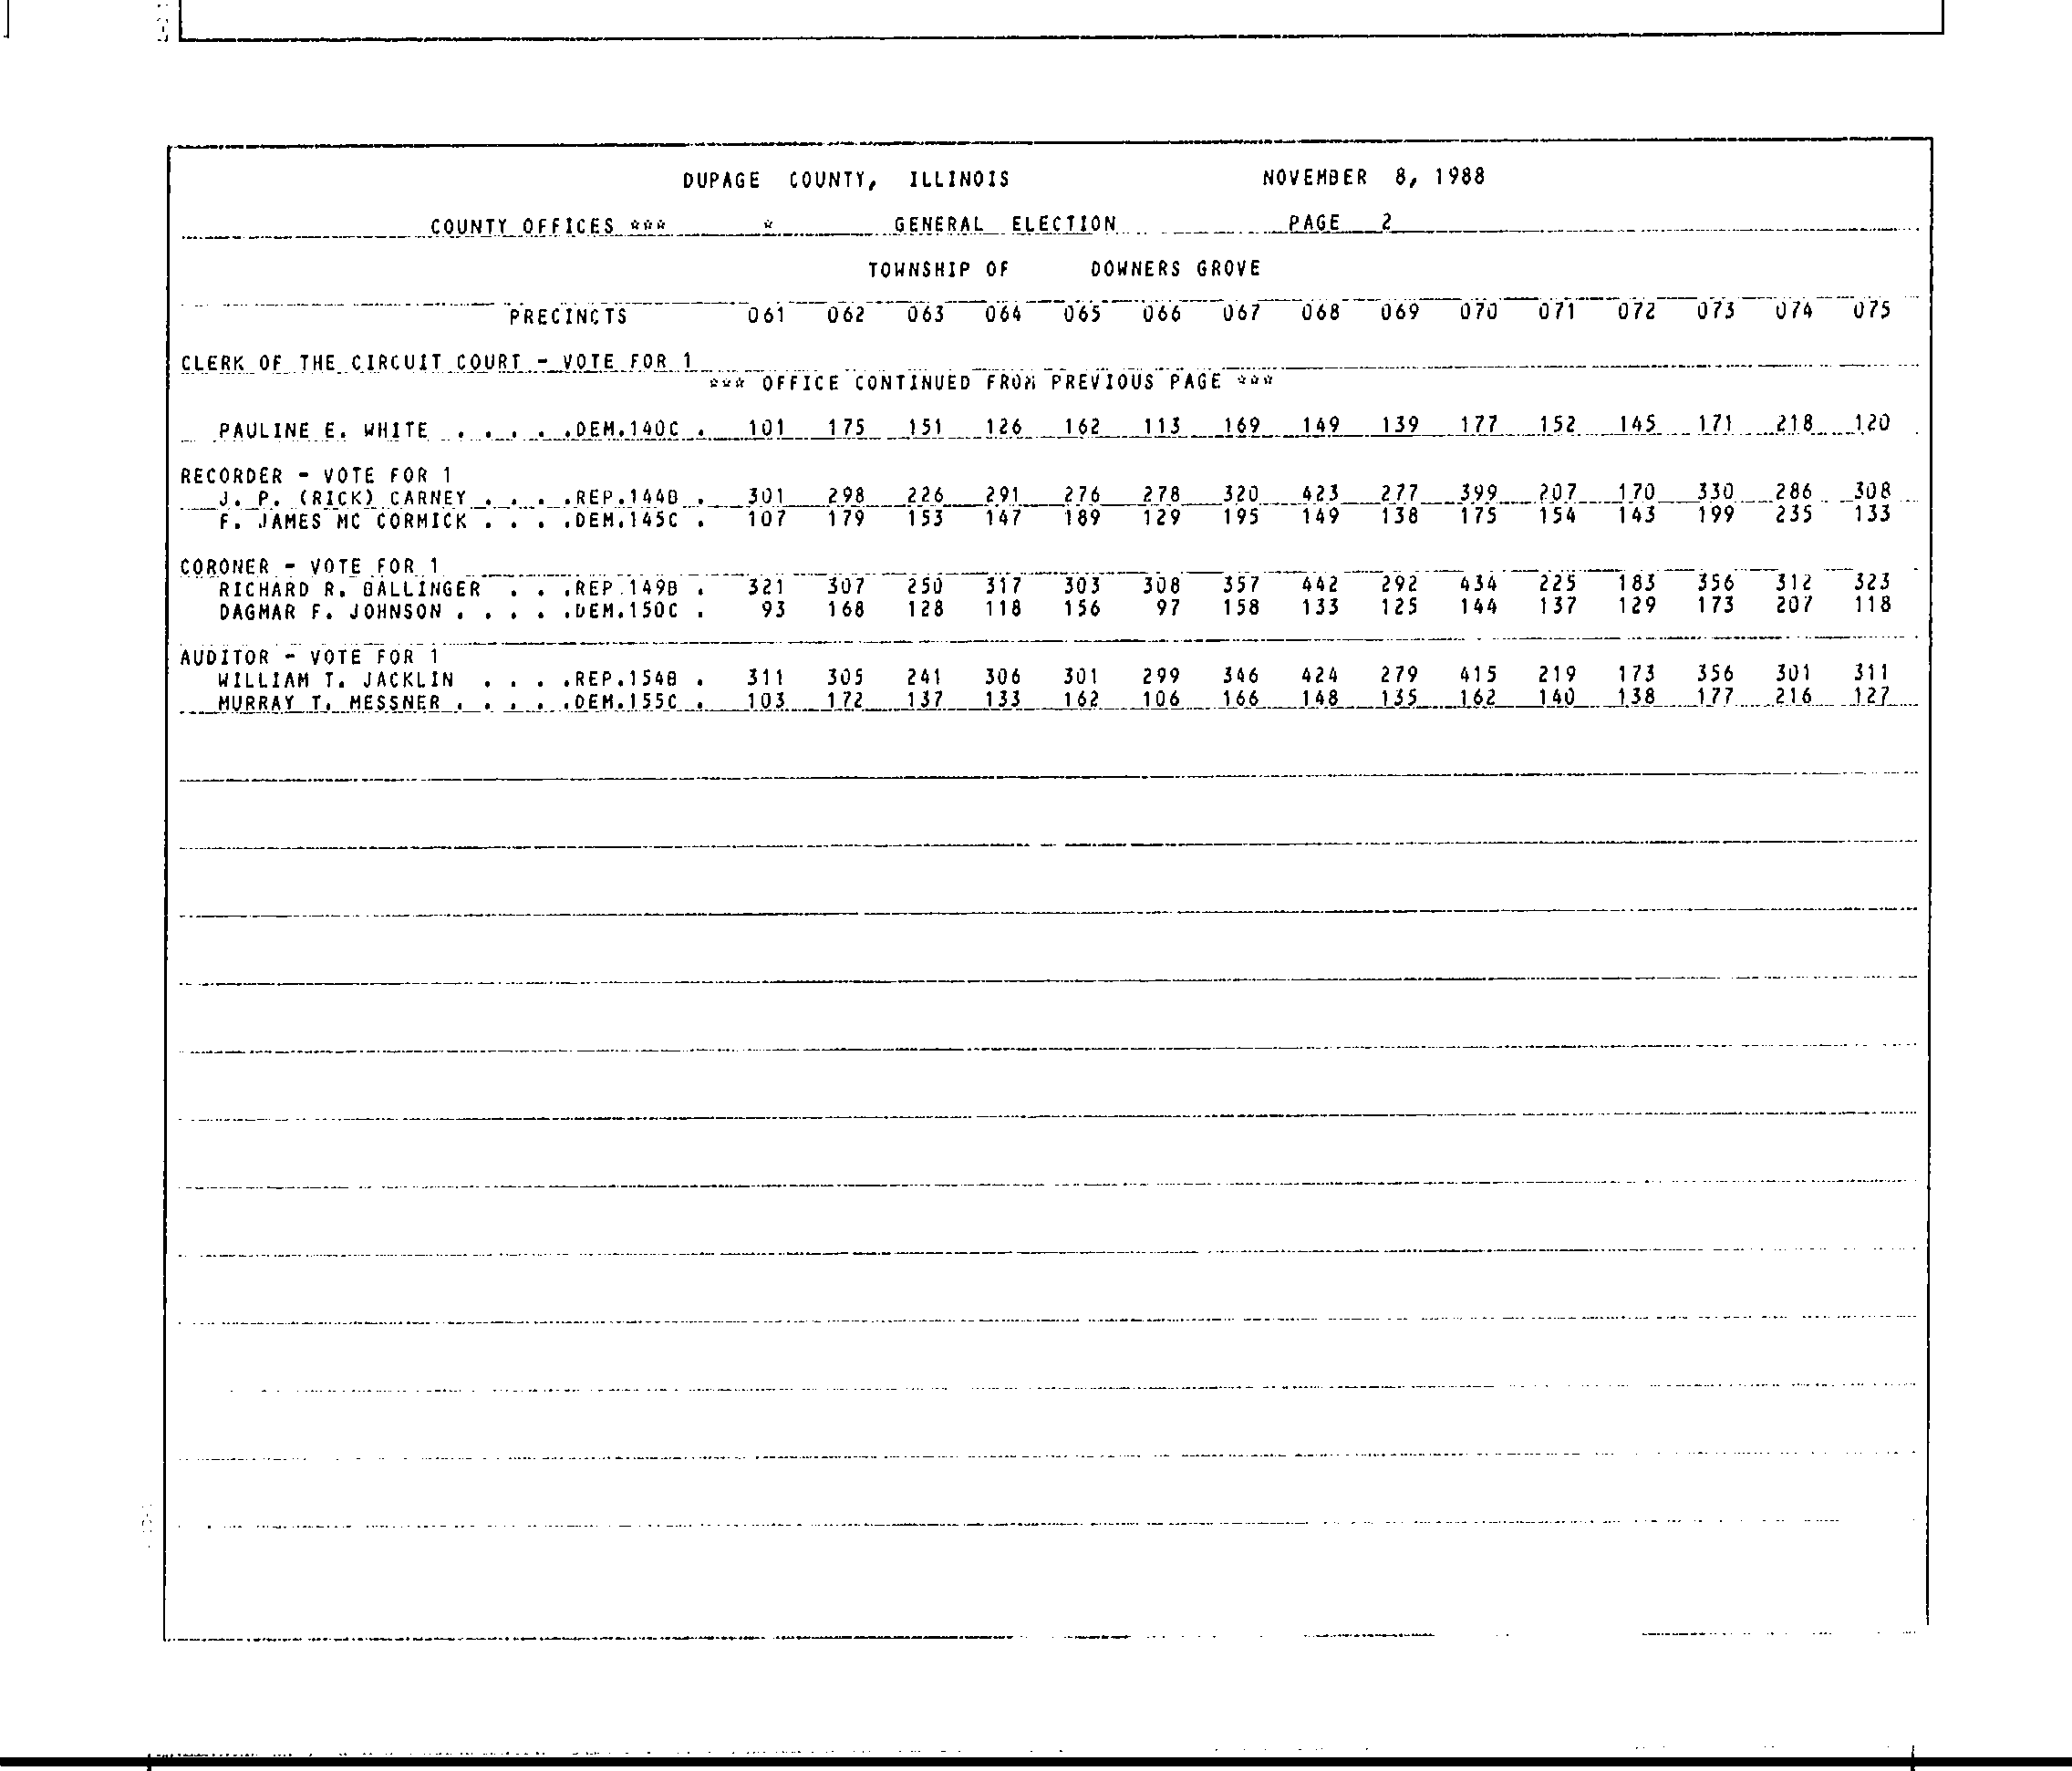 DUPAGE COUNTY, ILLINOIS NOVEMBER 8, 1988
COUNTY OFFICES *** * GENERAL ELECTION PAGE 2
TOWNSHIP OF DOWNERS GROVE
PRECINCTS 061 062 063 064 065 066 067 068 069 070 071 072 073 074 075
CLERK OF THE CIRCUIT COURT - VOTE FOR 1
*** OFFICE CONTINUED FROM PREVIOUS PAGE ***
PAULINE E. WHITE . . . . . .DEM.140C . 101 175 151 126 162 113 169 149 139 177 152 145 171 218 120
RECORDER - VOTE FOR 1
J. P. (RICK) CARNEY . . . .REP.144B . 301 298 226 291 276 278 320 423 277 399 207 170 330 286 308
F. JAMES MC CORMICK . . . .DEM.145C . 107 179 153 147 189 129 195 149 138 175 154 143 199 235 133
CORONER - VOTE FOR 1
RICHARD R. BALLINGER . . .REP.149B . 321 307 250 317 303 308 357 442 292 434 225 183 356 312 323
DAGMAR F. JOHNSON . . . . .DEM.150C . 93 168 128 118 156 97 158 133 125 144 137 129 173 207 118
AUDITOR - VOTE FOR 1
WILLIAM T. JACKLIN . . . .REP.154B . 311 305 241 306 301 299 346 424 279 415 219 173 356 301 311
MURRAY T. MESSNER . . . . .DEM.155C . 103 172 137 133 162 106 166 148 135 162 140 138 177 216 127